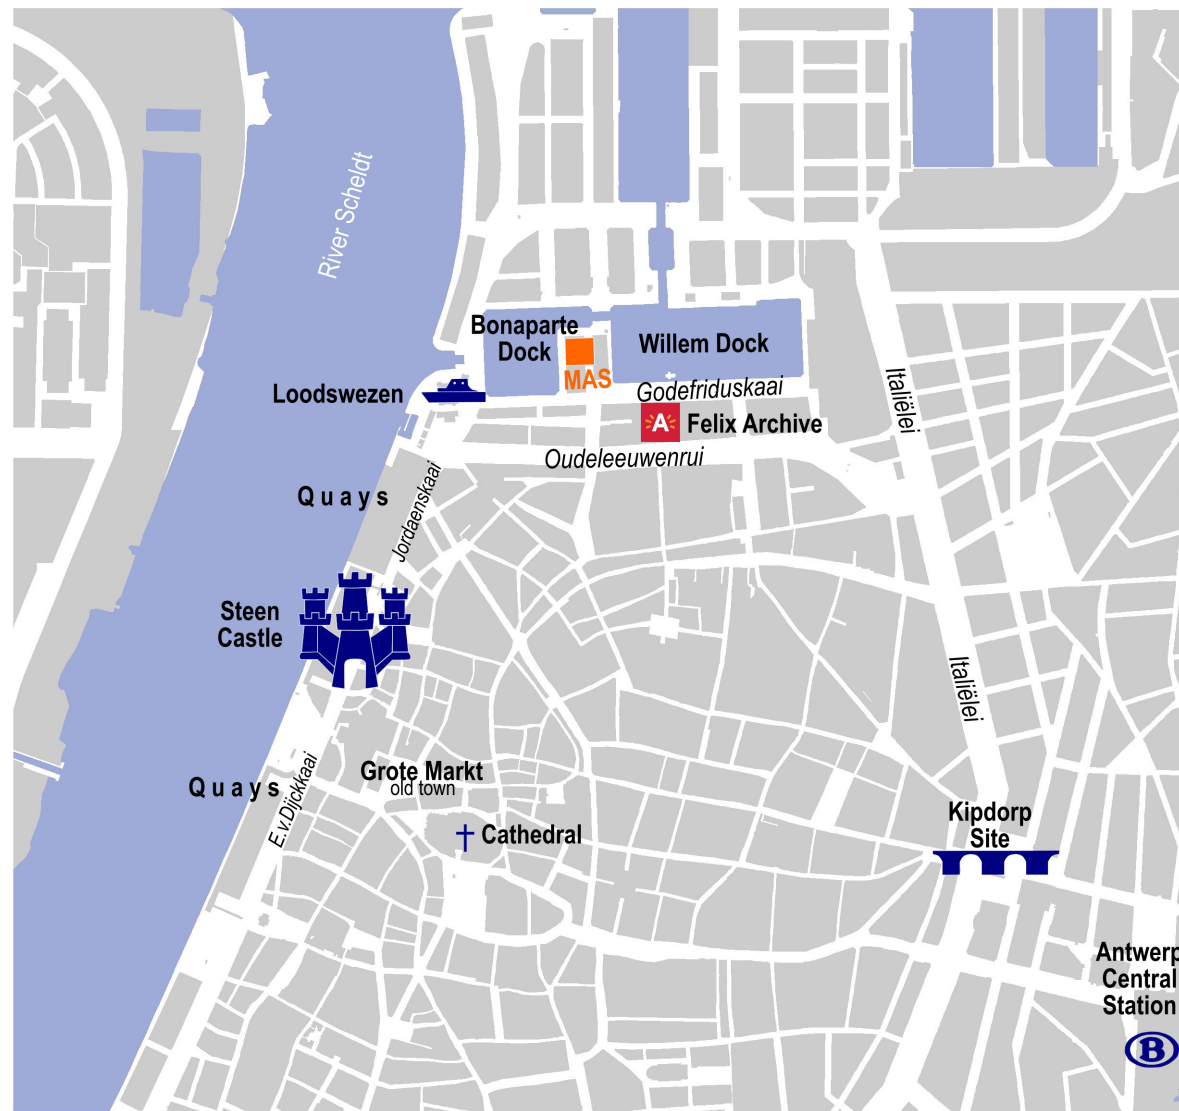 River Scheldt
Bonaparte
Dock
Willem Dock
MAS
Loodswezen
Godefriduskaai
Italiëlei
A
Felix Archive
Oudeleeuwenrui
Quays
Jordaenskaai
Steen
Castle
Italiëlei
Grote Markt
old town
Quays
E.v.Dijckkaai
Cathedral
Kipdorp
Site
Antwerp
Central
Station
B